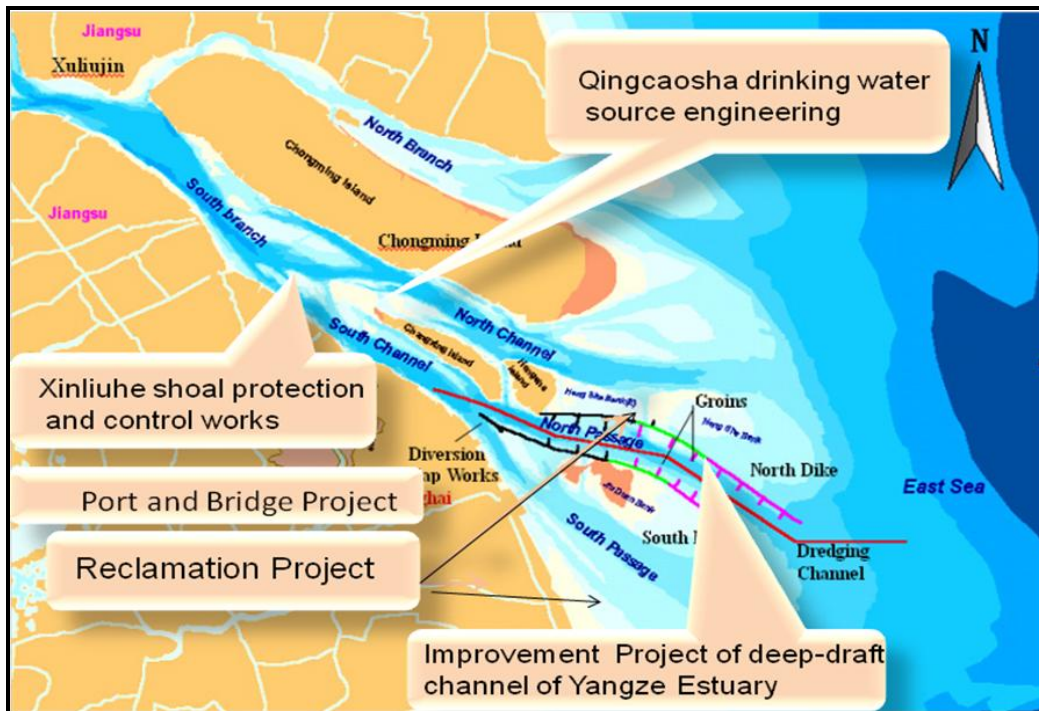 Jiangsu
Xuliujin
Qingcaosha drinking water
source engineering
N
North Branch
Chongming Island
Jiangsu
South branch
Chongming
North Channel
South Channel
Changxing Island
Island
Xinliuhe shoal protection
and control works
Groins
North Passage
North Dike
Diversion
Works
East Sea
Port and Bridge Project
South Passage
South
Dredging
Channel
Reclamation Project
Improvement Project of deep-draft
channel of Yangze Estuary